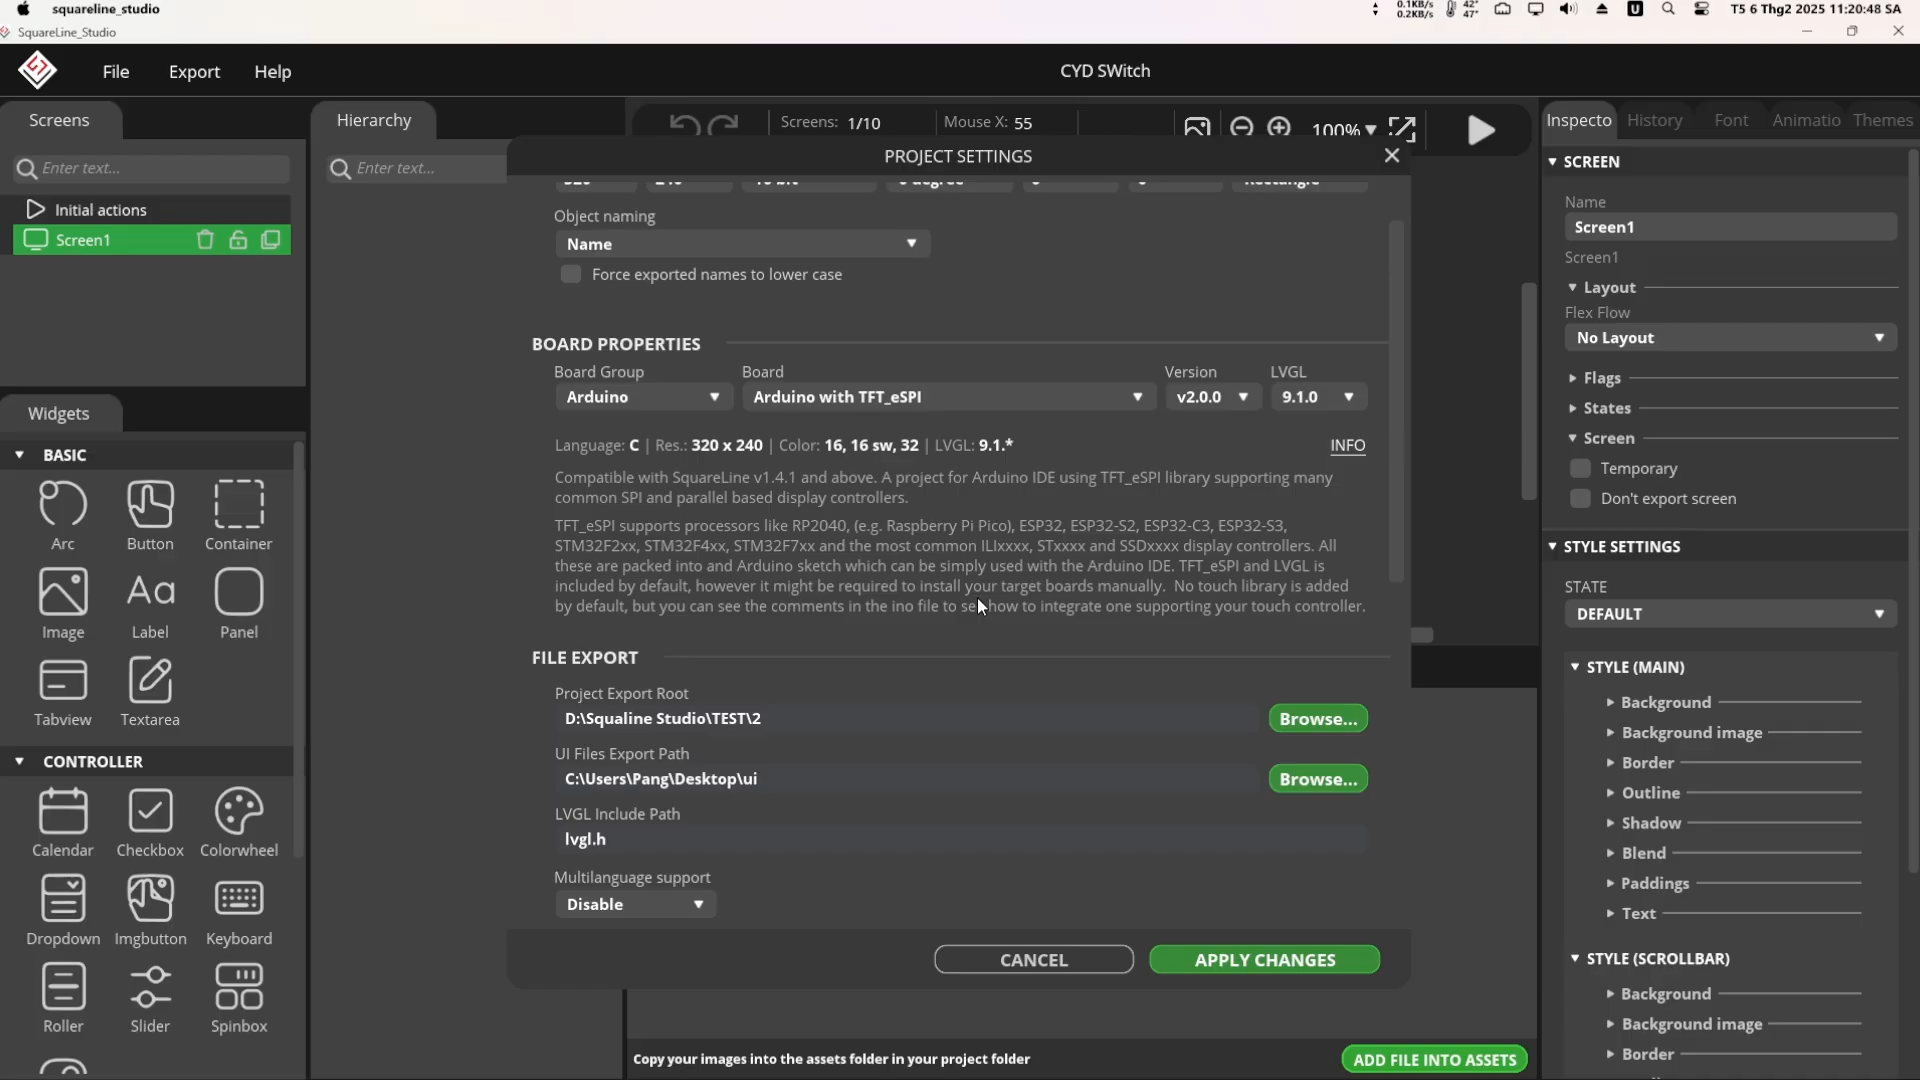 squareline_studio
0.1KB/s
0.2KB/s
42°
47°
U
T5 6 Thg2 2025 11:20:48 SA
SquareLine_Studio
File
Export
Help
CYD SWitch
Screens
Hierarchy
Screens: 1/10
Mouse X: 55
100%
Inspecto
History
Font
Animatio
Themes
Enter text...
Enter text...
Initial actions
Screen1
PROJECT SETTINGS
Object naming
Name
Force exported names to lower case
BOARD PROPERTIES
Board Group
Board
Version
LVGL
Arduino
Arduino with TFT_eSPI
v2.0.0
9.1.0
Language: C | Res.: 320 x 240 | Color: 16, 16 sw, 32 | LVGL: 9.1.*
INFO
Compatible with SquareLine v1.4.1 and above. A project for Arduino IDE using TFT_eSPI library supporting many
common SPI and parallel based display controllers.
TFT_eSPI supports processors like RP2040, (e.g. Raspberry Pi Pico), ESP32, ESP32-S2, ESP32-C3, ESP32-S3,
STM32F2xx, STM32F4xx, STM32F7xx and the most common ILIxxxx, STxxxx and SSDxxxx display controllers. All
these are packed into and Arduino sketch which can be simply used with the Arduino IDE. TFT_eSPI and LVGL is
included by default, however it might be required to install your target boards manually. No touch library is added
by default, but you can see the comments in the ino file to see how to integrate one supporting your touch controller.
FILE EXPORT
Project Export Root
D:\Squaline Studio\TEST\2
Browse...
UI Files Export Path
C:\Users\Pang\Desktop\ui
Browse...
LVGL Include Path
lvgl.h
Multilanguage support
Disable
CANCEL
APPLY CHANGES
Copy your images into the assets folder in your project folder
ADD FILE INTO ASSETS
Widgets
BASIC
Arc
Button
Container
Image
Label
Panel
Tabview
Textarea
CONTROLLER
Calendar
Checkbox
Colorwheel
Dropdown
Imgbutton
Keyboard
Roller
Slider
Spinbox
SCREEN
Name
Screen1
Screen1
Layout
Flex Flow
No Layout
Flags
States
Screen
Temporary
Don't export screen
STYLE SETTINGS
STATE
DEFAULT
STYLE (MAIN)
Background
Background image
Border
Outline
Shadow
Blend
Paddings
Text
STYLE (SCROLLBAR)
Background
Background image
Border